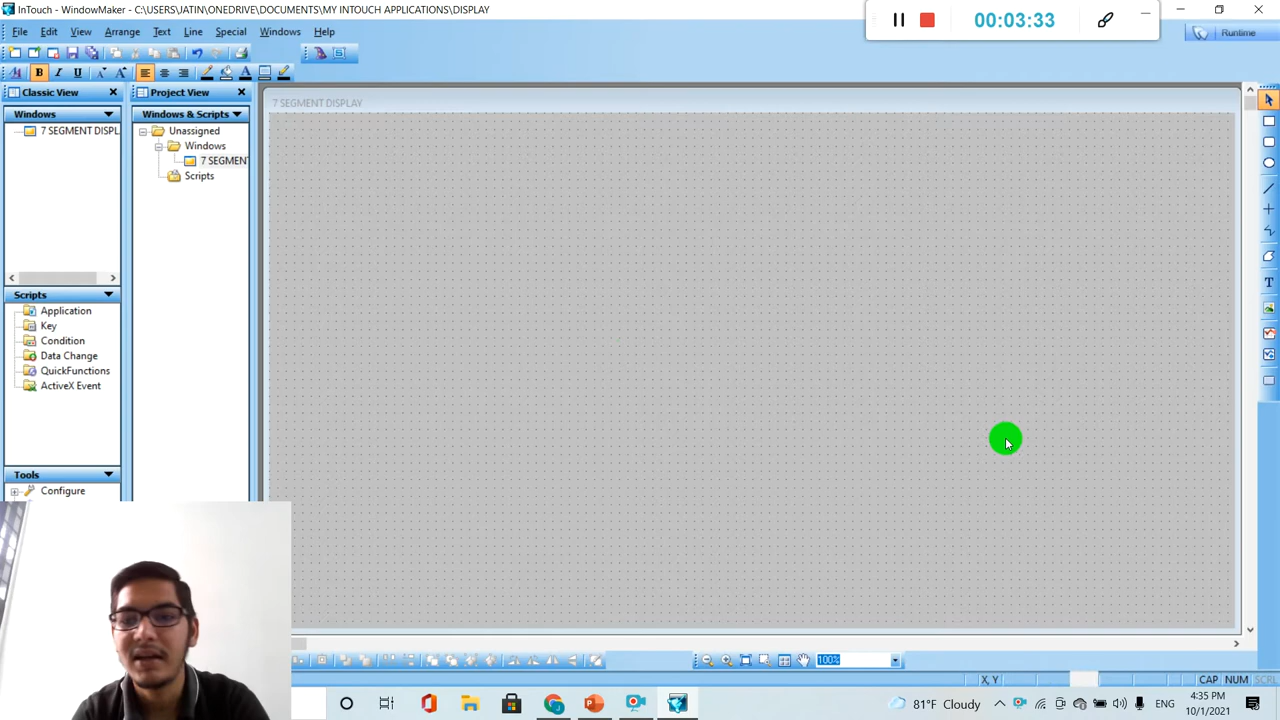 InTouch - WindowMaker - C:\USERS\JATIN\ONEDRIVE\DOCUMENTS\MY INTOUCH APPLICATIONS\DISPLAY
00:03:33
File Edit View Arrange Text Line Special Windows Help
Runtime
B I U A A A
Classic View
Project View
7 SEGMENT DISPLAY
Windows
Windows & Scripts
7 SEGMENT DISPL
Unassigned
Windows
7 SEGMENT
Scripts
T
Scripts
Application
Key
Condition
Data Change
QuickFunctions
ActiveX Event
Tools
Configure
100%
X, Y
CAP NUM SCRL
81°F Cloudy
ENG
4:35 PM
10/1/2021